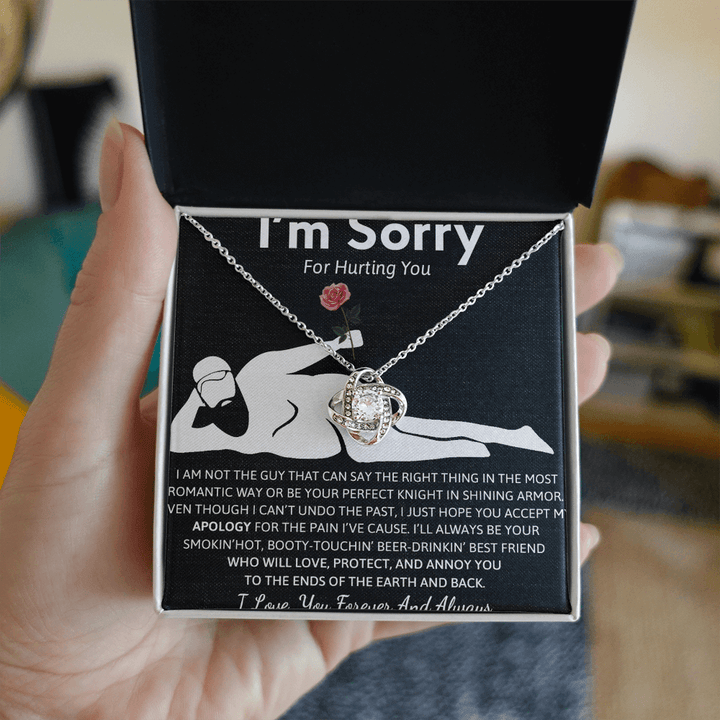 I'm Sorry
For Hurting You
I AM NOT THE GUY THAT CAN SAY THE RIGHT THING IN THE MOST
ROMANTIC WAY OR BE YOUR PERFECT KNIGHT IN SHINING ARMOR.
VEN THOUGH I CAN'T UNDO THE PAST, I JUST HOPE YOU ACCEPT M
APOLOGY FOR THE PAIN I'VE CAUSE. I'LL ALWAYS BE YOUR
SMOKIN'HOT, BOOTY-TOUCHIN' BEER-DRINKIN' BEST FRIEND
WHO WILL LOVE, PROTECT, AND ANNOY YOU
TO THE ENDS OF THE EARTH AND BACK.
I Love You Forever And Always